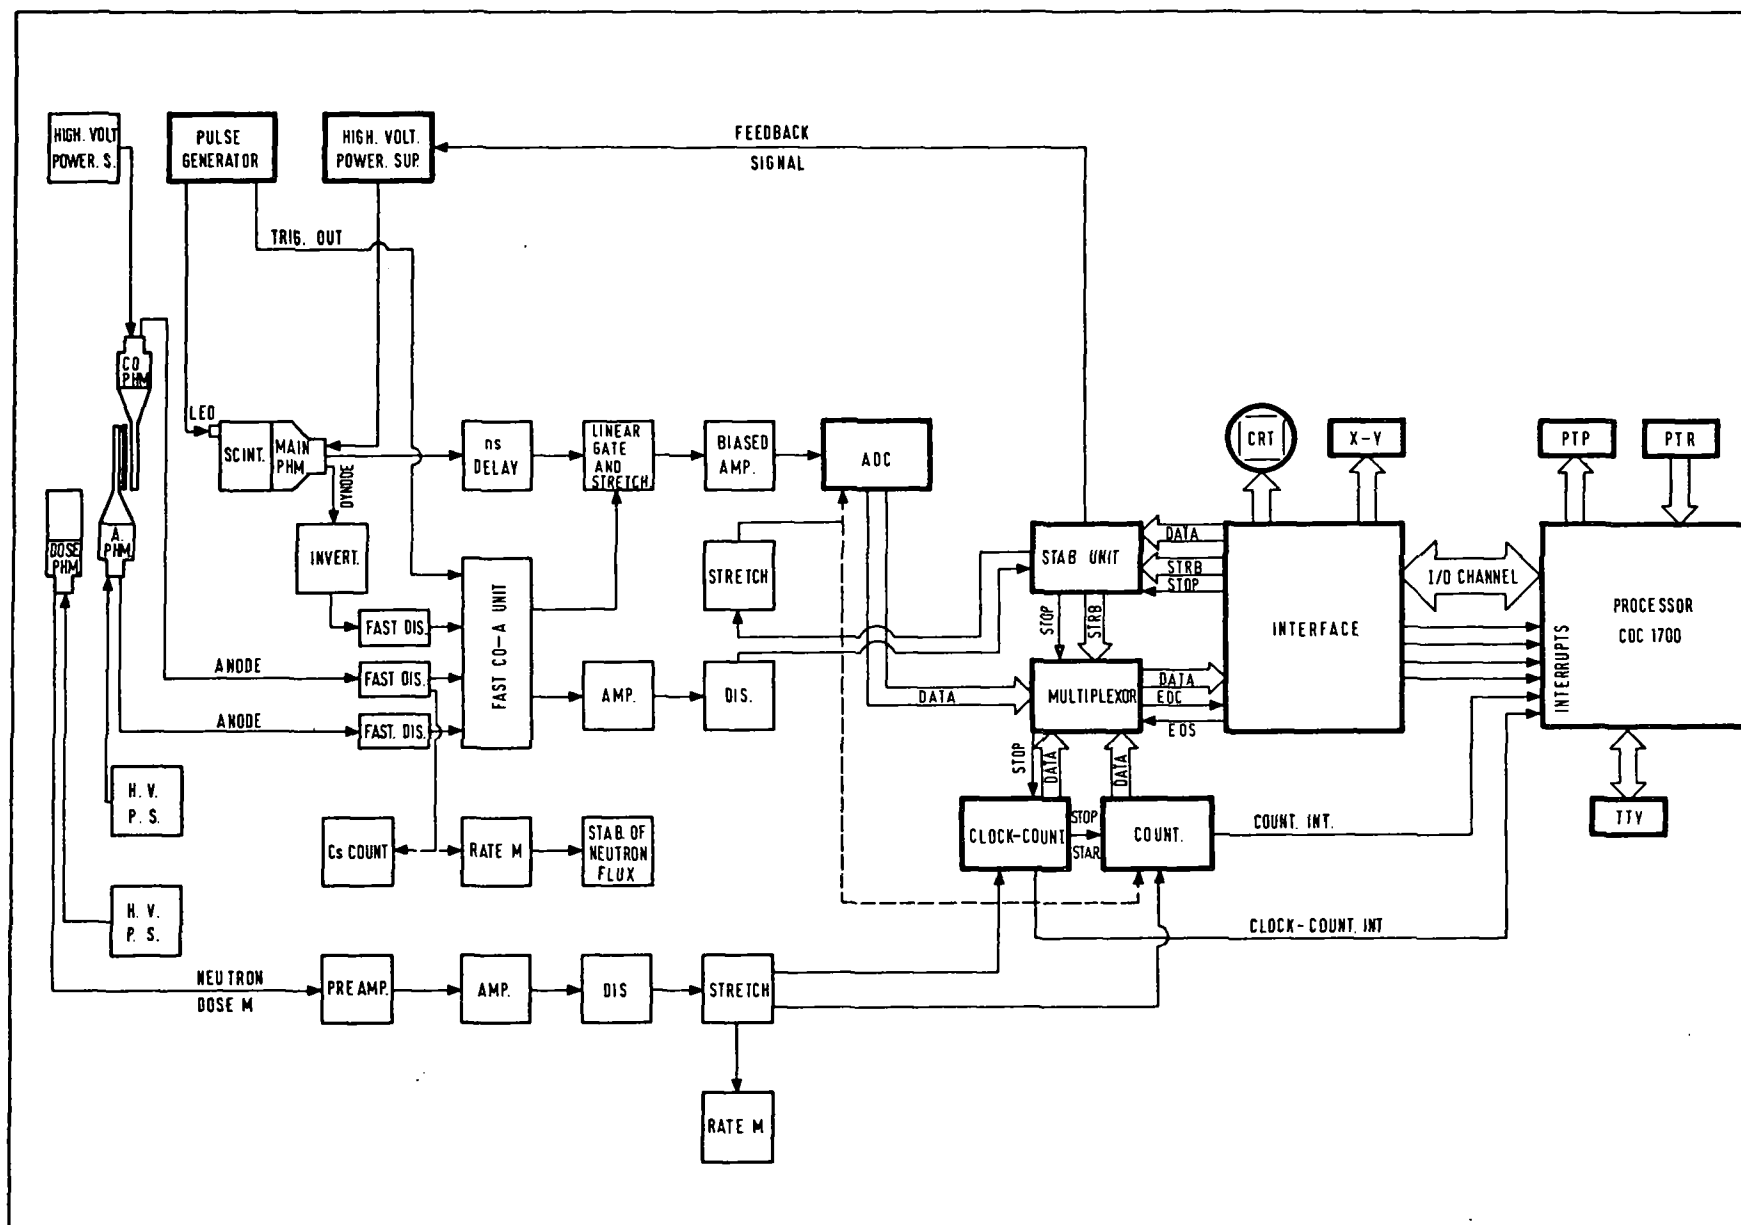 HIGH. VOLT
POWER. S.
PULSE
GENERATOR
HIGH. VOLT.
POWER. SUP.
FEEDBACK
SIGNAL
TRIG. OUT
CO
PHM
LED
SCINT.
MAIN
PHM
DYNODE
ns
DELAY
LINEAR
GATE
AND
STRETCH.
BIASED
AMP.
ADC
CRT
X-Y
PTP
PTR
DOSE
PHM
A.
PHM
INVERT.
FAST CO-A UNIT
STRETCH
STAB UNIT
DATA
STRB
STOP
INTERFACE
I/O CHANNEL
PROCESSOR
CDC 1700
INTERRUPTS
FAST DIS.
ANODE
FAST DIS.
ANODE
FAST. DIS.
AMP.
DIS.
DATA
STOP
STRB
MULTIPLEXOR
DATA
EOC
EOS
STOP
DATA
DATA
H. V.
P. S.
Cs COUNT
RATE M
STAB. OF
NEUTRON
FLUX
CLOCK-COUNT
STOP
STAR
COUNT.
COUNT. INT.
TTY
H. V.
P. S.
CLOCK-COUNT. INT
NEUTRON
DOSE M
PREAMP.
AMP.
DIS
STRETCH
RATE M